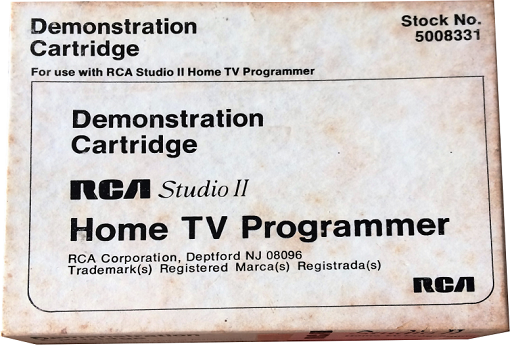 Demonstration
Cartridge
Stock No.
5008331
For use with RCA Studio II Home TV Programmer
Demonstration
Cartridge
RCA Studio II
Home TV Programmer
RCA Corporation, Deptford NJ 08096
Trademark(s) Registered Marca(s) Registrada(s)
RCA